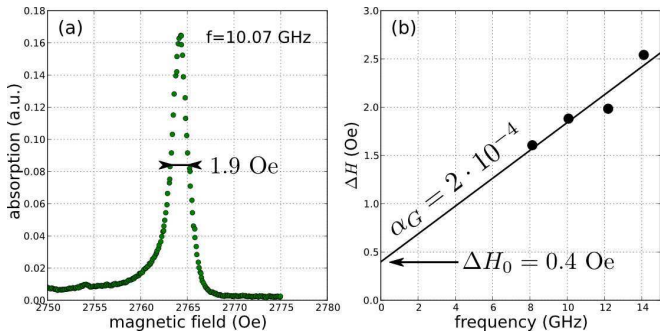 (a)
f=10.07 GHz
0.18
0.16
0.14
0.12
0.10
0.08
0.06
0.04
0.02
0.00
absorption (a.u.)
1.9 Oe
2750 2755 2760 2765 2770 2775 2780
magnetic field (Oe)
(b)
3.0
2.5
2.0
1.5
1.0
0.5
0.0
ΔH (Oe)
α_G = 2 · 10⁻⁴
ΔH₀ = 0.4 Oe
0 2 4 6 8 10 12 14
frequency (GHz)